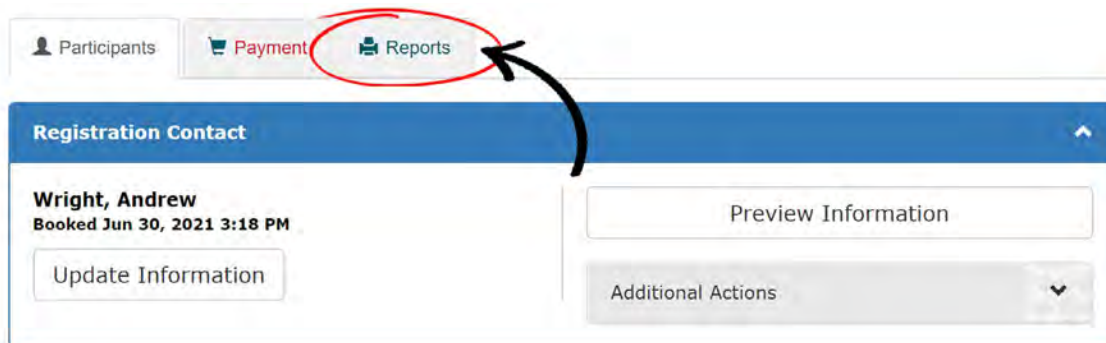 Participants Payment Reports
Registration Contact
Wright, Andrew
Booked Jun 30, 2021 3:18 PM
Update Information
Preview Information
Additional Actions